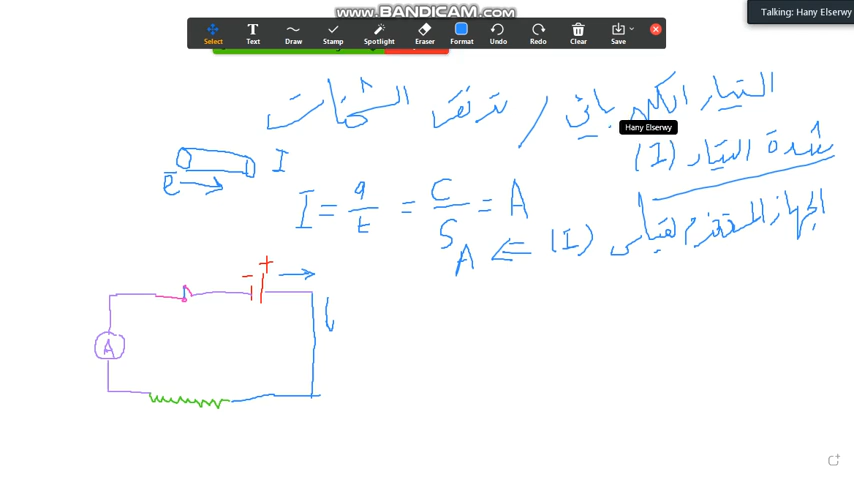 www.BANDICAM.com
Talking: Hany Elserwy
Select Text Draw Stamp Spotlight Eraser Format Undo Redo Clear Save
التيار الكهربائى / تدفق الشحنات
Hany Elserwy
شدة التيار (I)
I
e
I = q/t = C/S = A
الجهاز المستخدم لقياس (I) ⇐ A
- +
A